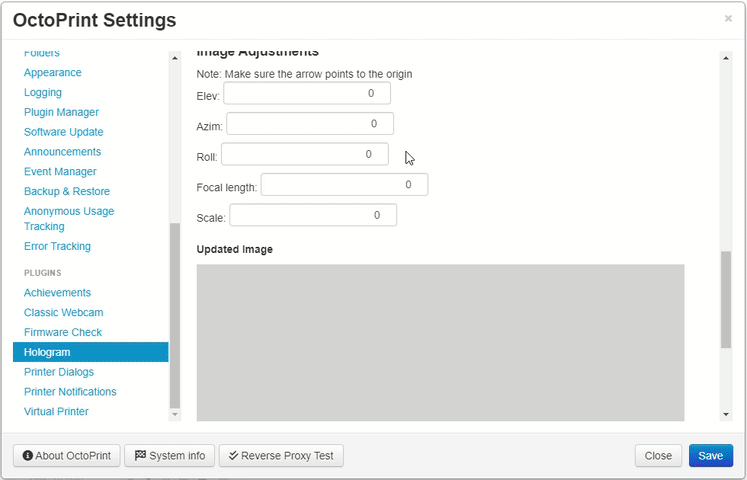 OctoPrint Settings
×
Folders
Appearance
Logging
Plugin Manager
Software Update
Announcements
Event Manager
Backup & Restore
Anonymous Usage
Tracking
Error Tracking
PLUGINS
Achievements
Classic Webcam
Firmware Check
Hologram
Printer Dialogs
Printer Notifications
Virtual Printer
Image Adjustments
Note: Make sure the arrow points to the origin
Elev: 0
Azim: 0
Roll: 0
Focal length: 0
Scale: 0
Updated Image
About OctoPrint
System info
Reverse Proxy Test
Close
Save